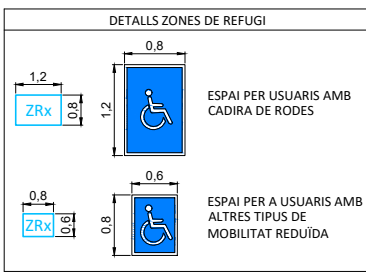 DETALLS ZONES DE REFUGI
0,8
1,2
ZRx
0,8
1,2
ESPAI PER USUARIS AMB
CADIRA DE RODES
0,6
0,8
ZRx
0,6
0,8
ESPAI PER A USUARIS AMB
ALTRES TIPUS DE
MOBILITAT REDUÏDA